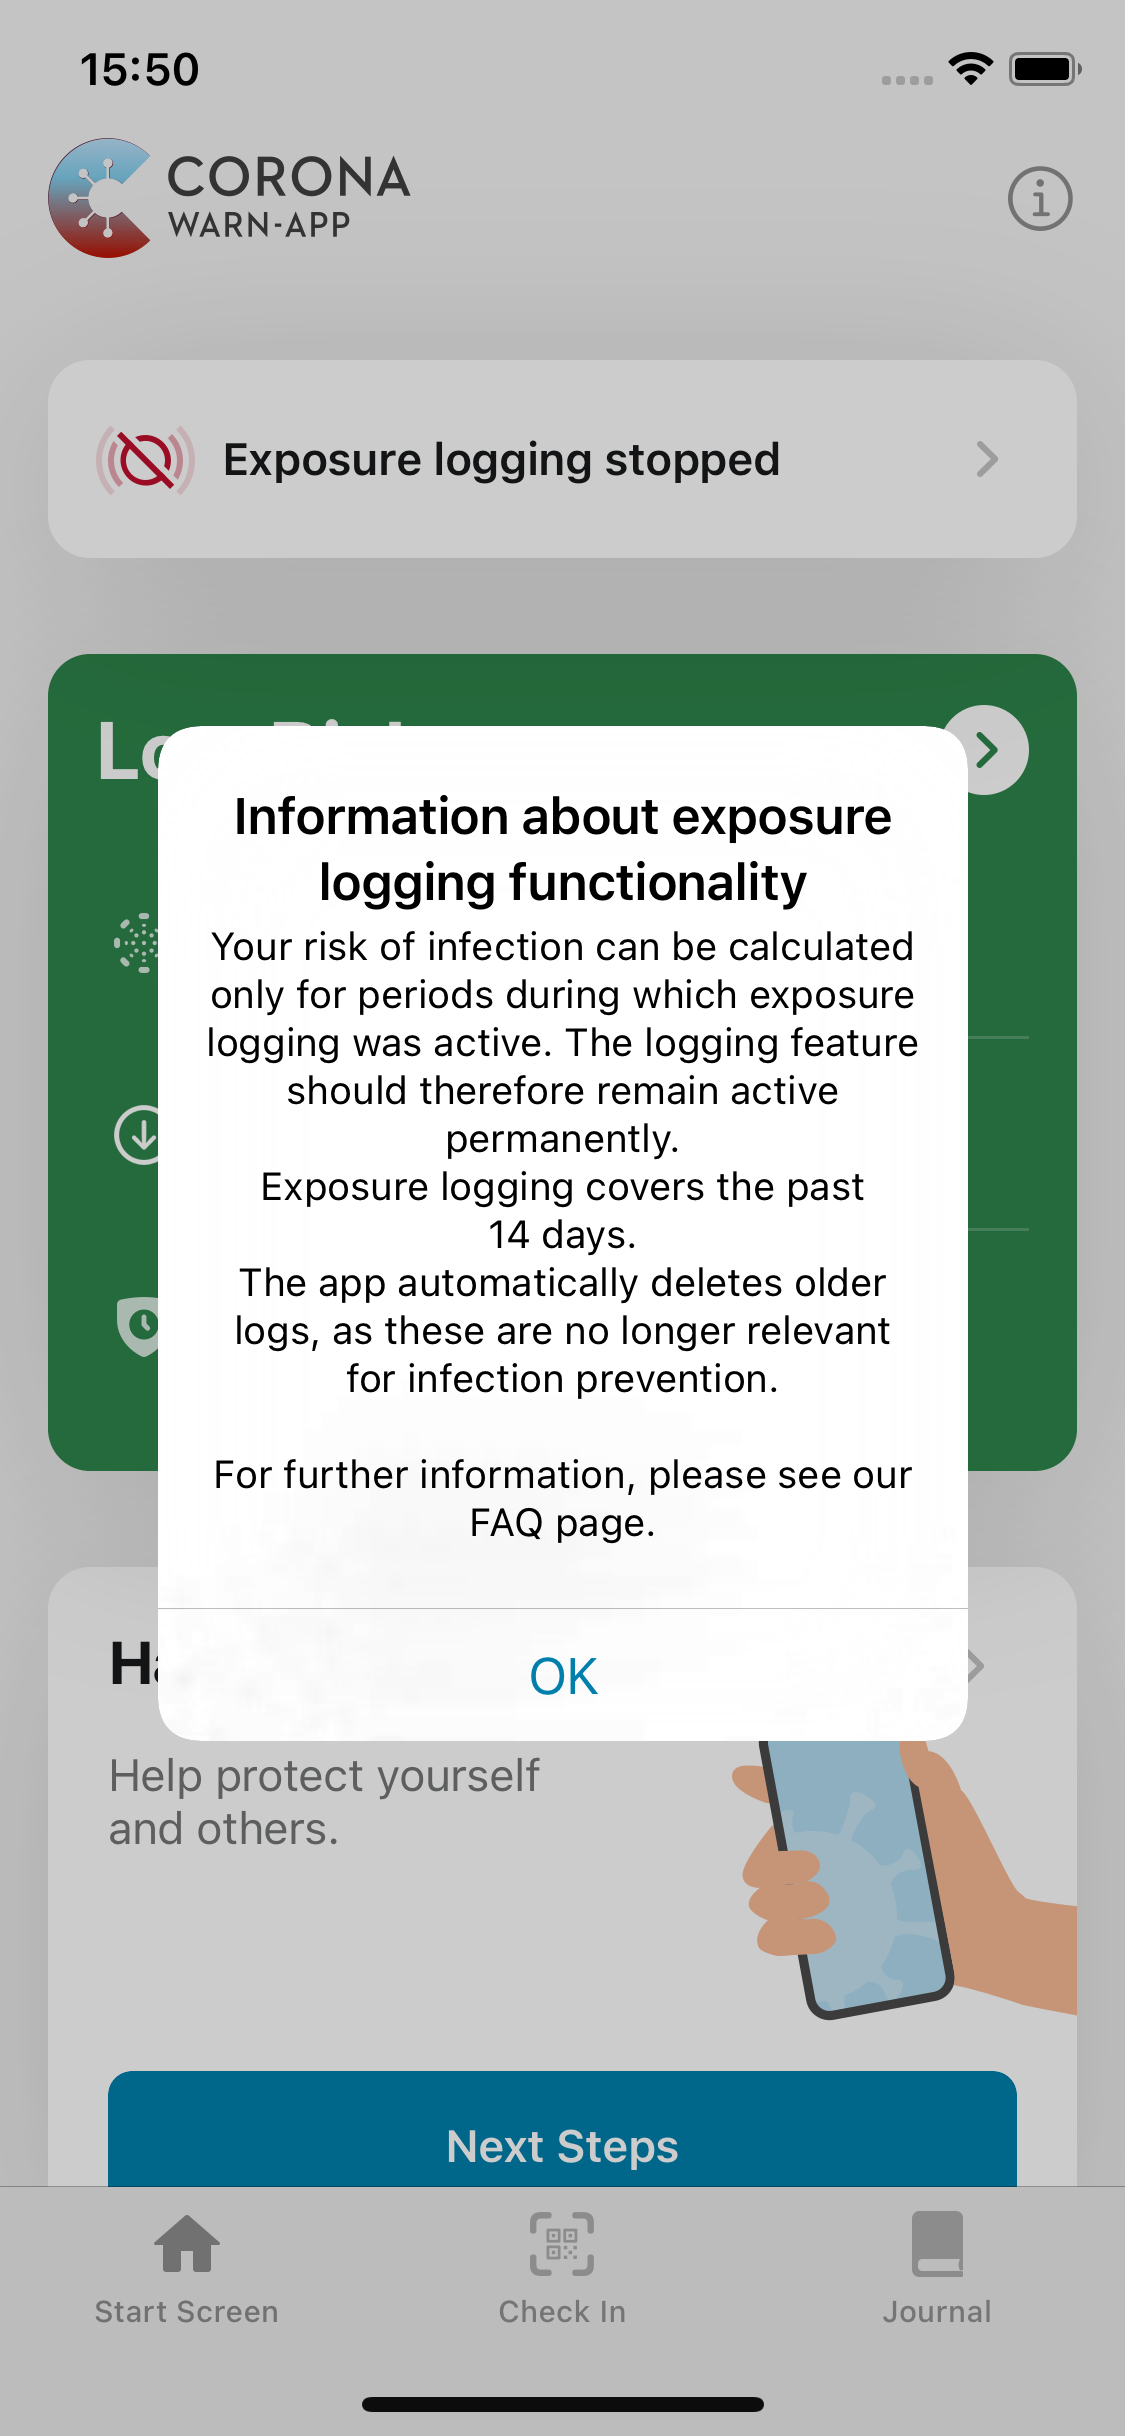 15:50
CORONA
WARN-APP
Exposure logging stopped
Information about exposure
logging functionality
Your risk of infection can be calculated
only for periods during which exposure
logging was active. The logging feature
should therefore remain active
permanently.
Exposure logging covers the past
14 days.
The app automatically deletes older
logs, as these are no longer relevant
for infection prevention.
For further information, please see our
FAQ page.
OK
Help protect yourself
and others.
Next Steps
Start Screen
Check In
Journal